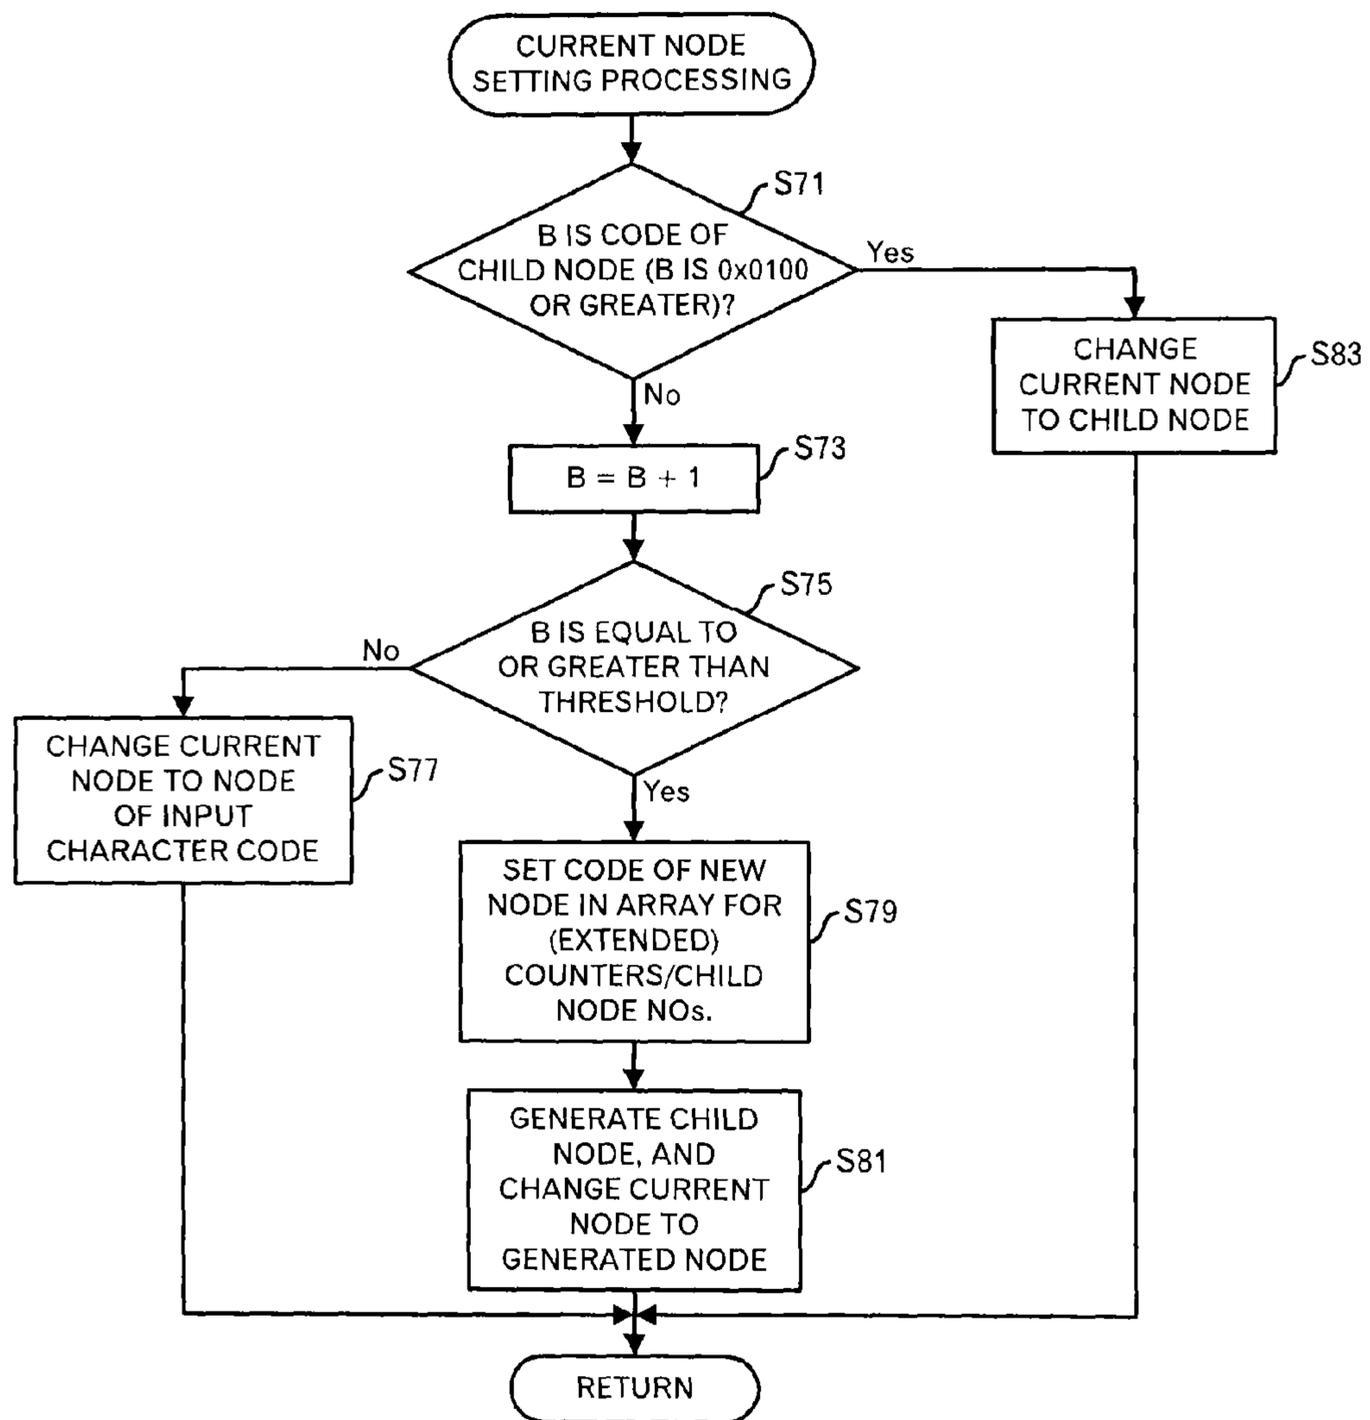 CURRENT NODE
SETTING PROCESSING
S71
B IS CODE OF
CHILD NODE (B IS 0x0100
OR GREATER)?
Yes
No
CHANGE
CURRENT NODE
TO CHILD NODE
S83
S73
B = B + 1
S75
B IS EQUAL TO
OR GREATER THAN
THRESHOLD?
No
Yes
CHANGE CURRENT
NODE TO NODE
OF INPUT
CHARACTER CODE
S77
SET CODE OF NEW
NODE IN ARRAY FOR
(EXTENDED)
COUNTERS/CHILD
NODE NOs.
S79
GENERATE CHILD
NODE, AND
CHANGE CURRENT
NODE TO
GENERATED NODE
S81
RETURN